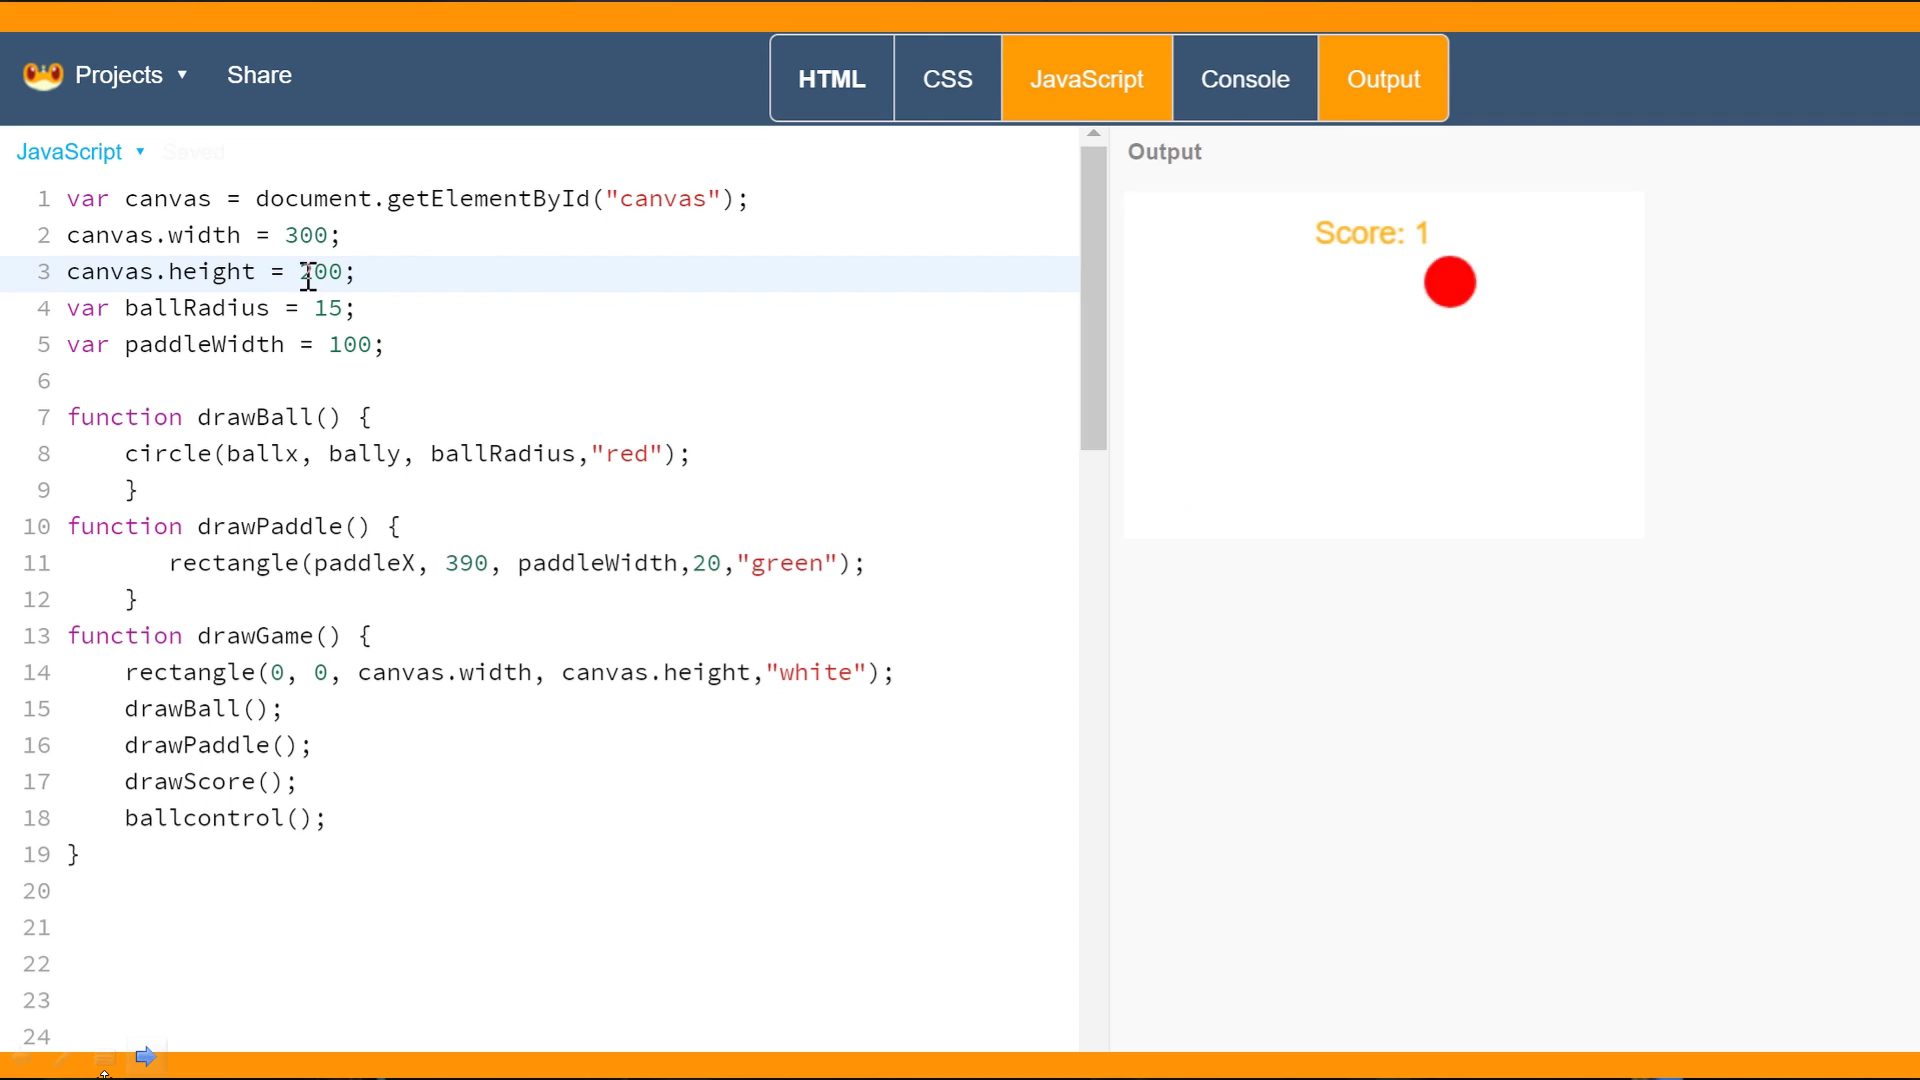 Projects ▼ Share HTML CSS JavaScript Console Output
JavaScript ▼ Saved
1 var canvas = document.getElementById("canvas");
2 canvas.width = 300;
3 canvas.height = 200;
4 var ballRadius = 15;
5 var paddleWidth = 100;
6
7 function drawBall() {
8 circle(ballx, bally, ballRadius,"red");
9 }
10 function drawPaddle() {
11 rectangle(paddleX, 390, paddleWidth,20,"green");
12 }
13 function drawGame() {
14 rectangle(0, 0, canvas.width, canvas.height,"white");
15 drawBall();
16 drawPaddle();
17 drawScore();
18 ballcontrol();
19 }
20
21
22
23
24
Output
Score: 1